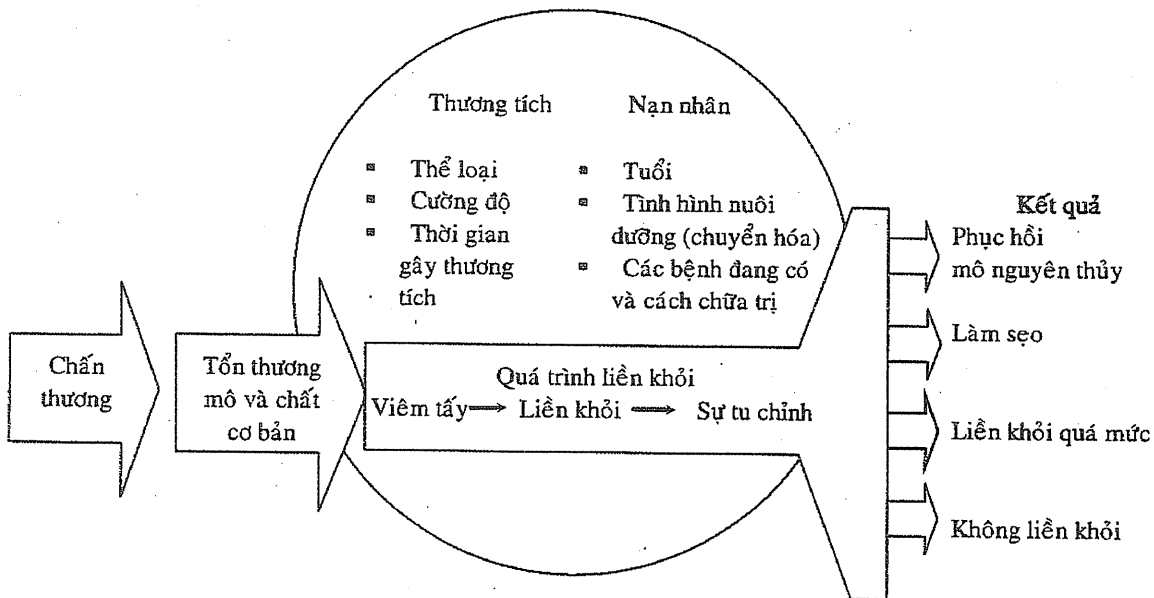 Chấn
thương
Tổn thương
mô và chất
cơ bản
Thương tích
▪ Thể loại
▪ Cường độ
▪ Thời gian
gây thương
tích
Nạn nhân
▪ Tuổi
▪ Tình hình nuôi
dưỡng (chuyển hóa)
▪ Các bệnh đang có
và cách chữa trị
Quá trình liền khỏi
Viêm tấy → Liền khỏi → Sự tu chỉnh
Kết quả
Phục hồi
mô nguyên thủy
Làm sẹo
Liền khỏi quá mức
Không liền khỏi